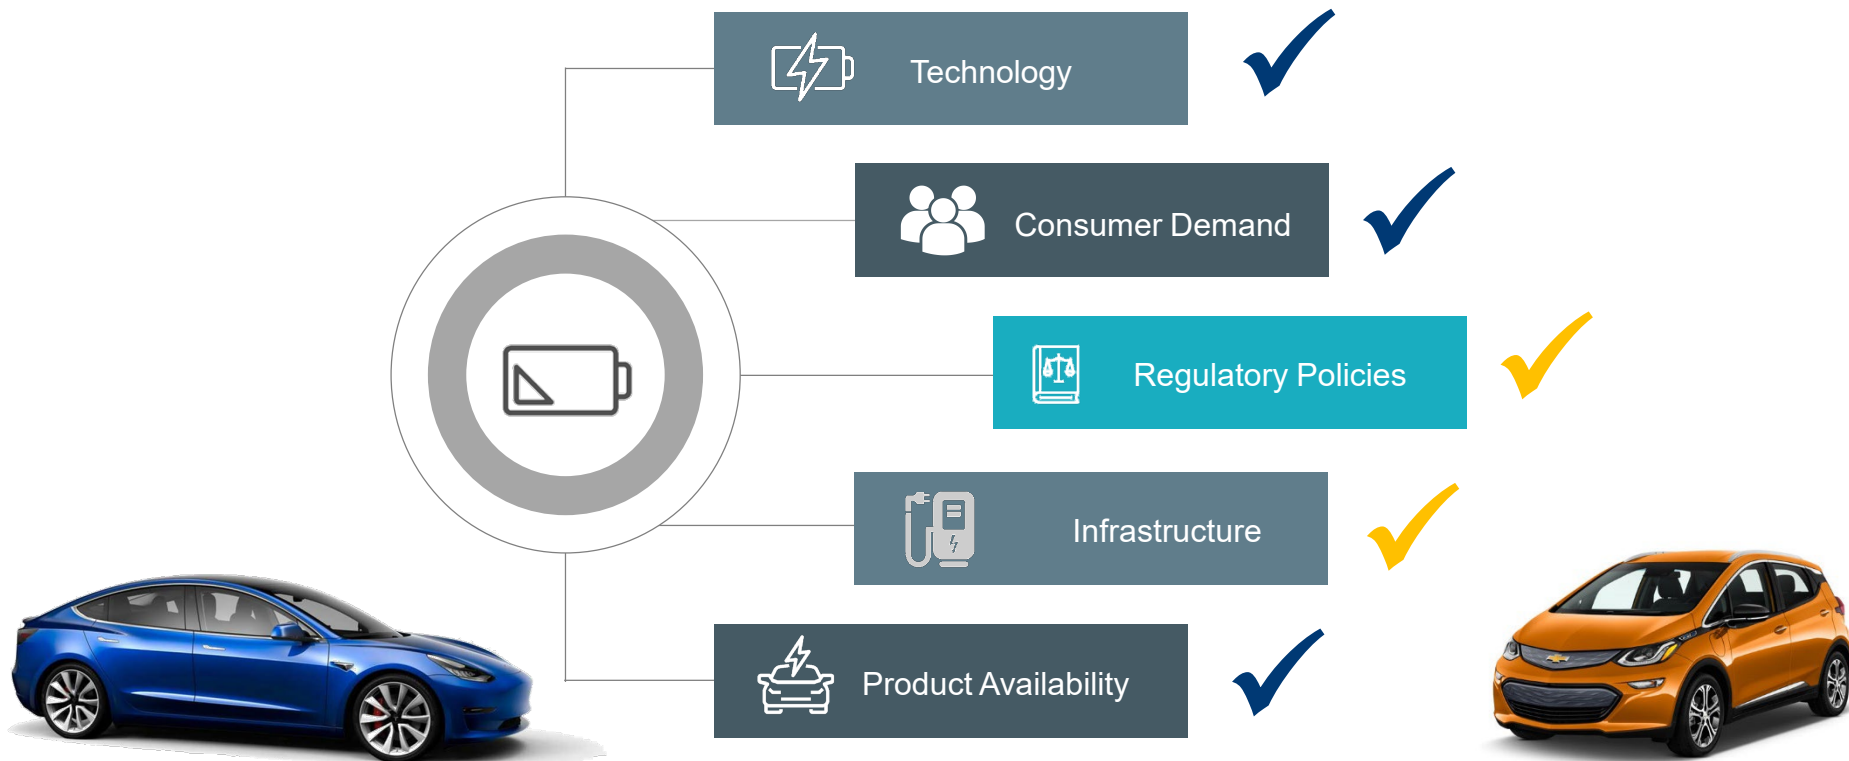 Technology
Consumer Demand
Regulatory Policies
Infrastructure
Product Availability